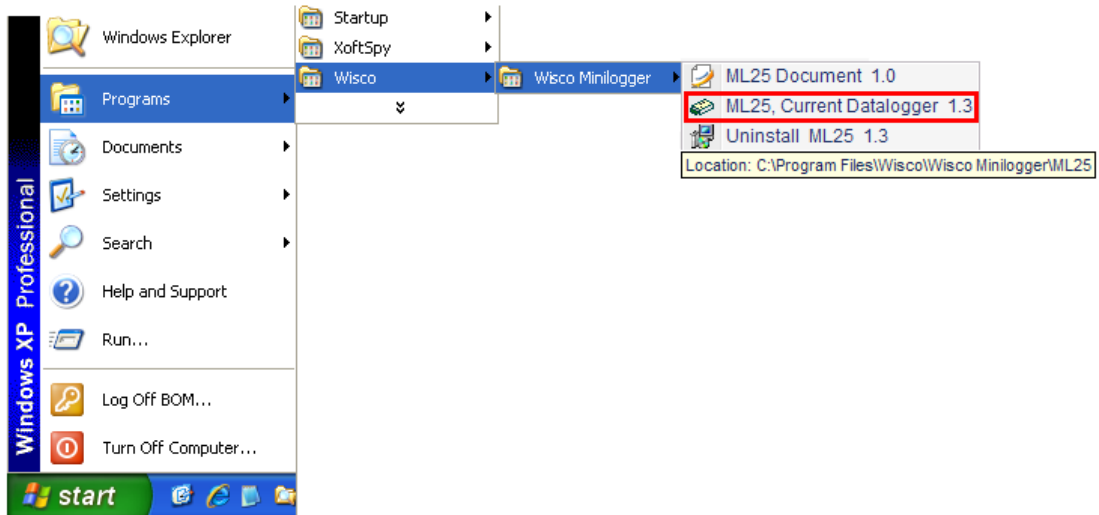 Windows XP Professional
Windows Explorer
Programs
Documents
Settings
Search
Help and Support
Run...
Log Off BOM...
Turn Off Computer...
start
Startup
XoftSpy
Wisco
Wisco Minilogger
ML25 Document 1.0
ML25, Current Datalogger 1.3
Uninstall ML25 1.3
Location: C:\Program Files\Wisco\Wisco Minilogger\ML25